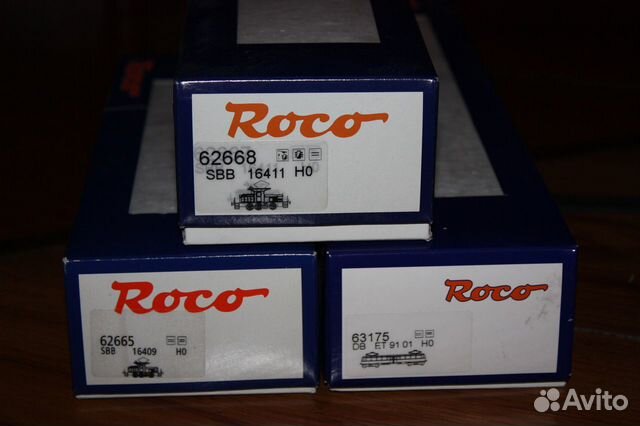 Roco
62668
SBB 16411 H0
Roco
62665
SBB 16409 H0
Roco
63175
DB ET 91 01 H0
Avito